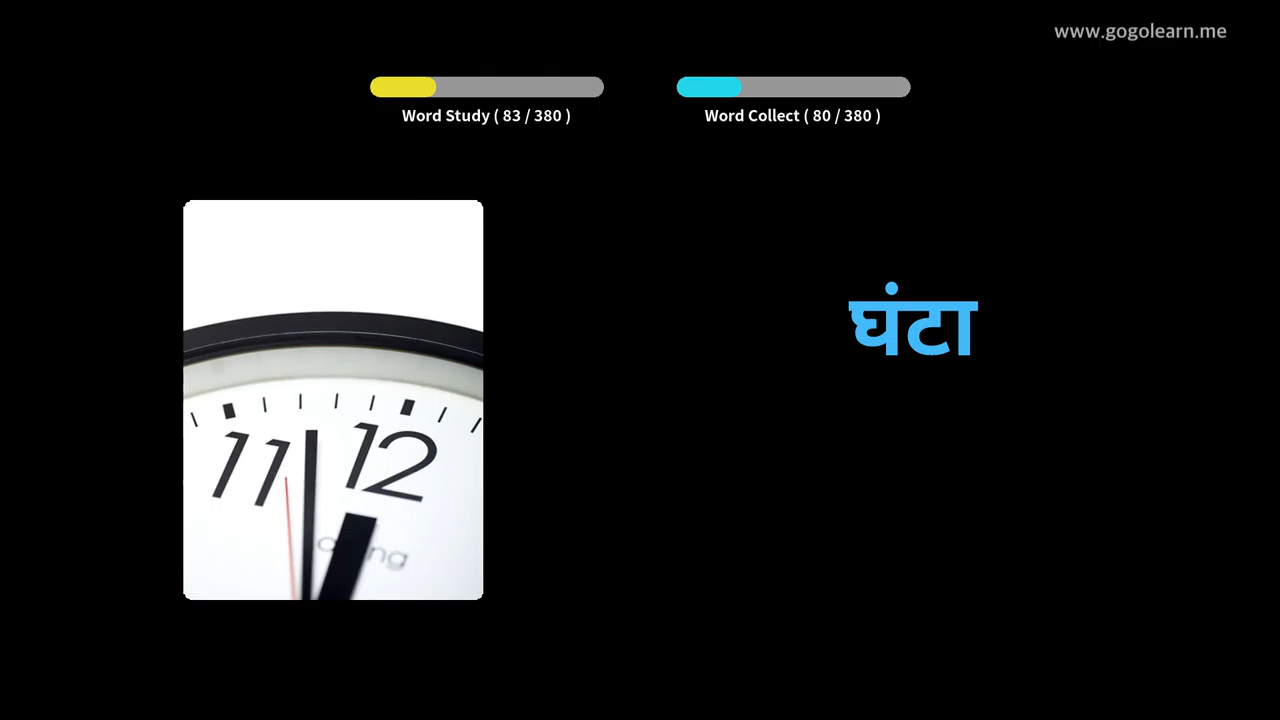 www.gogolearn.me
Word Study ( 83 / 380 )
Word Collect ( 80 / 380 )
घंटा
11
12